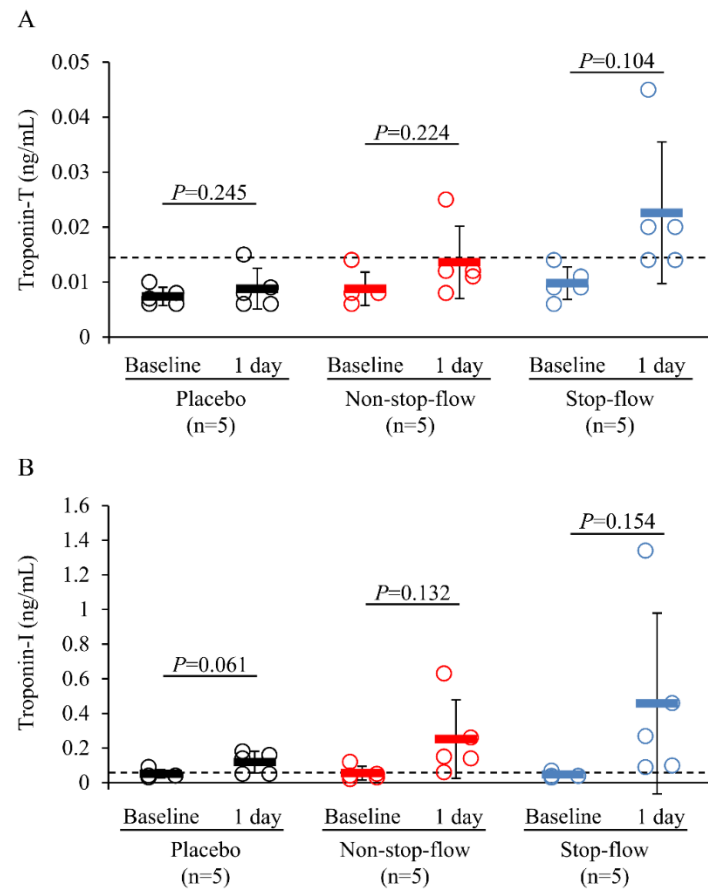 A
Troponin-T (ng/mL)
0.05
0.04
0.03
0.02
0.01
0
P=0.245
P=0.224
P=0.104
Baseline 1 day Baseline 1 day Baseline 1 day
Placebo Non-stop-flow Stop-flow
(n=5) (n=5) (n=5)
B
Troponin-I (ng/mL)
1.6
1.4
1.2
1
0.8
0.6
0.4
0.2
0
P=0.061
P=0.132
P=0.154
Baseline 1 day Baseline 1 day Baseline 1 day
Placebo Non-stop-flow Stop-flow
(n=5) (n=5) (n=5)